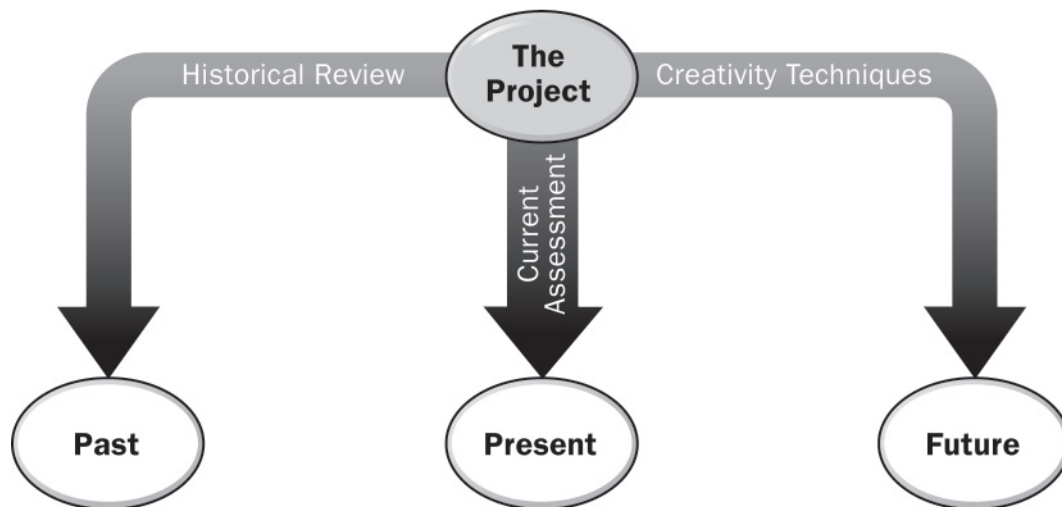 The
Project
Historical Review
Creativity Techniques
Current
Assessment
Past
Present
Future